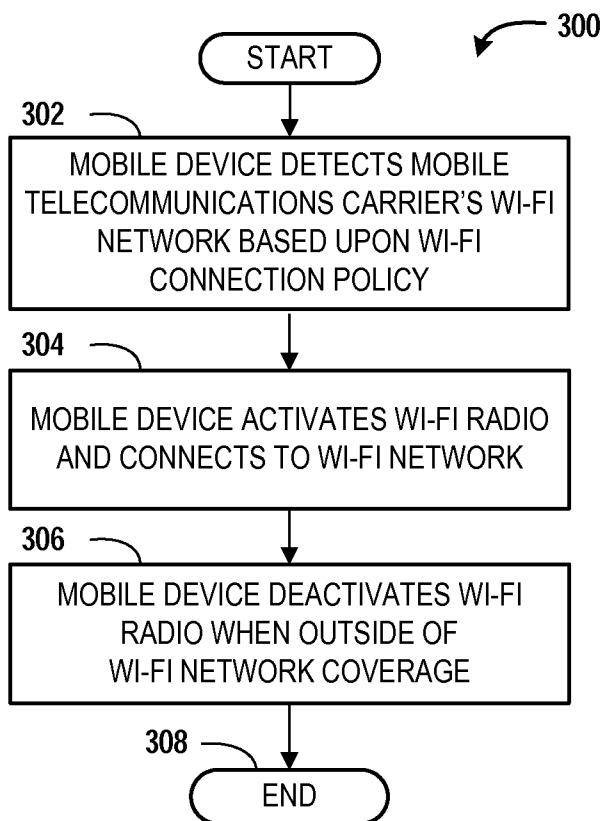 300
START
302
MOBILE DEVICE DETECTS MOBILE
TELECOMMUNICATIONS CARRIER'S WI-FI
NETWORK BASED UPON WI-FI
CONNECTION POLICY
304
MOBILE DEVICE ACTIVATES WI-FI RADIO
AND CONNECTS TO WI-FI NETWORK
306
MOBILE DEVICE DEACTIVATES WI-FI
RADIO WHEN OUTSIDE OF
WI-FI NETWORK COVERAGE
308
END